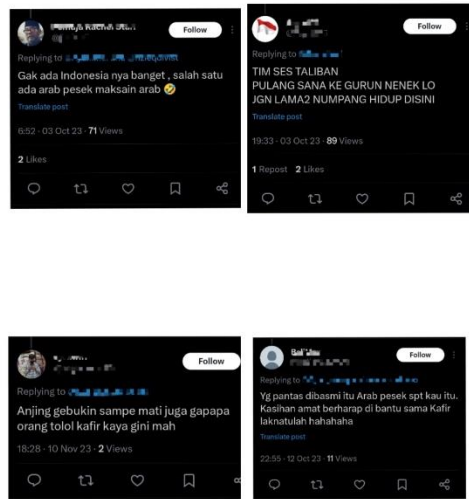 Follow
Replying to
Gak ada Indonesia nya banget , salah satu
ada arab pesek maksain arab 🤣
Translate post
6:52 · 03 Oct 23 · 71 Views
2 Likes
Follow
Replying to
TIM SES TALIBAN
PULANG SANA KE GURUN NENEK LO
JGN LAMA2 NUMPANG HIDUP DISINI
Translate post
19:33 · 03 Oct 23 · 89 Views
1 Repost 2 Likes
Follow
Replying to
Anjing gebukin sampe mati juga gapapa
orang tolol kafir kaya gini mah
18:28 · 10 Nov 23 · 2 Views
Follow
Replying to
Yg pantas dibasmi itu Arab pesek spt kau itu.
Kasihan amat berharap di bantu sama Kafir
laknatulah hahahaha
Translate post
22:55 · 12 Oct 23 · 11 Views